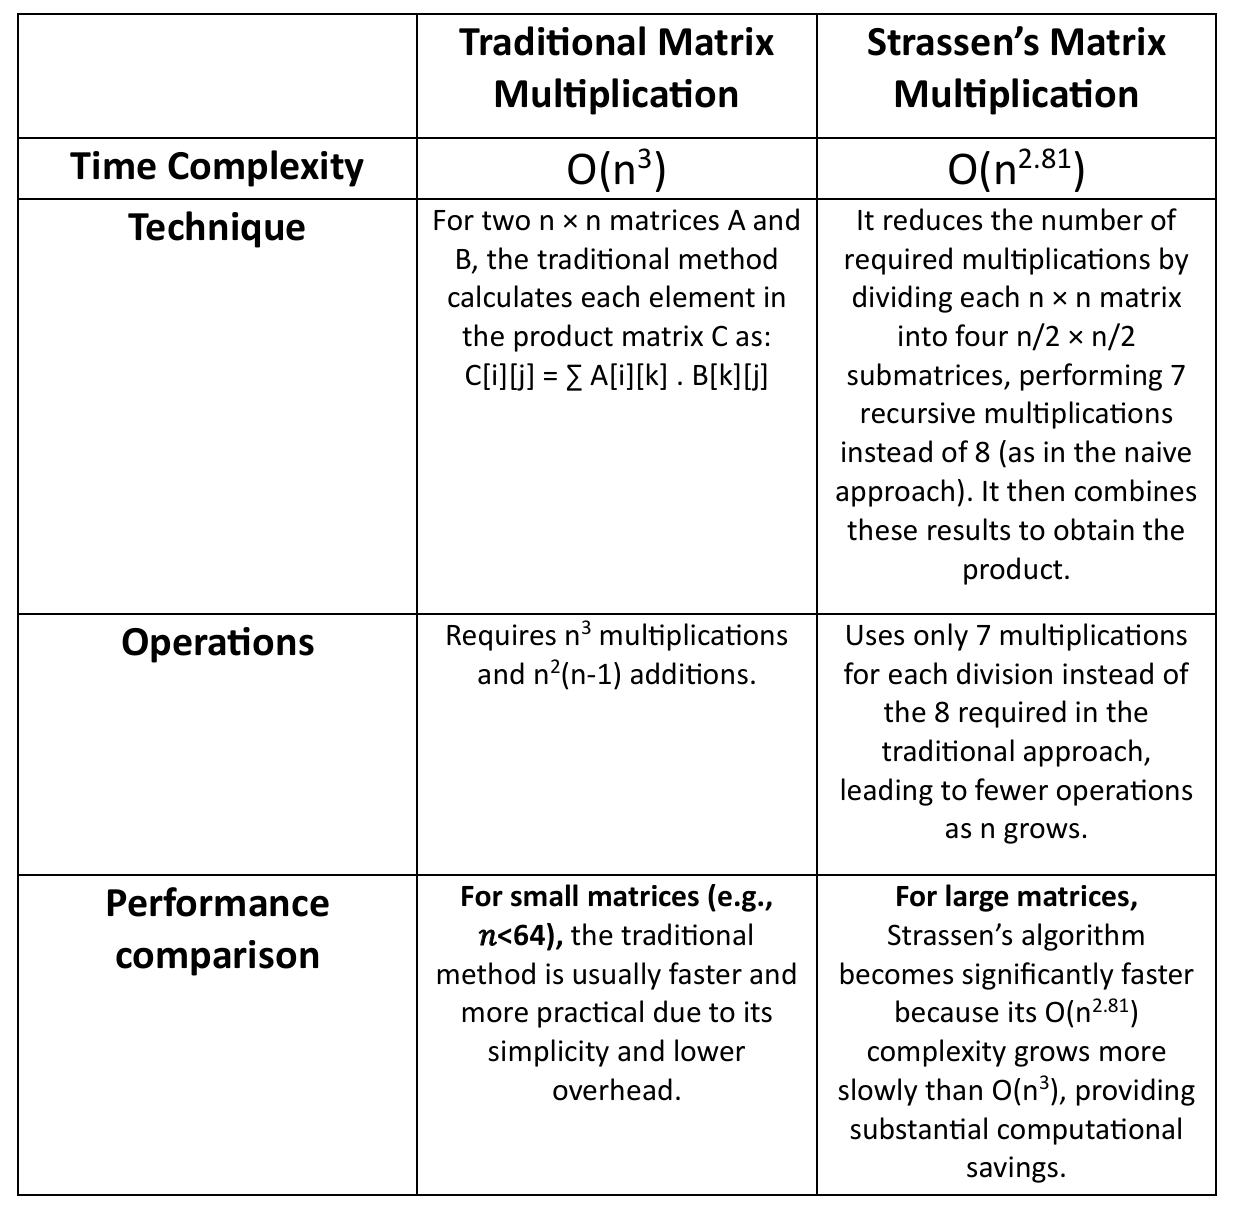 Traditional Matrix
Multiplication
Strassen’s Matrix
Multiplication
Time Complexity
O(n³)
O(n²·⁸¹)
Technique
For two n × n matrices A and
B, the traditional method
calculates each element in
the product matrix C as:
C[i][j] = ∑ A[i][k] . B[k][j]
It reduces the number of
required multiplications by
dividing each n × n matrix
into four n/2 × n/2
submatrices, performing 7
recursive multiplications
instead of 8 (as in the naive
approach). It then combines
these results to obtain the
product.
Operations
Requires n³ multiplications
and n²(n-1) additions.
Uses only 7 multiplications
for each division instead of
the 8 required in the
traditional approach,
leading to fewer operations
as n grows.
Performance
comparison
For small matrices (e.g.,
𝒏<64), the traditional
method is usually faster and
more practical due to its
simplicity and lower
overhead.
For large matrices,
Strassen’s algorithm
becomes significantly faster
because its O(n²·⁸¹)
complexity grows more
slowly than O(n³), providing
substantial computational
savings.